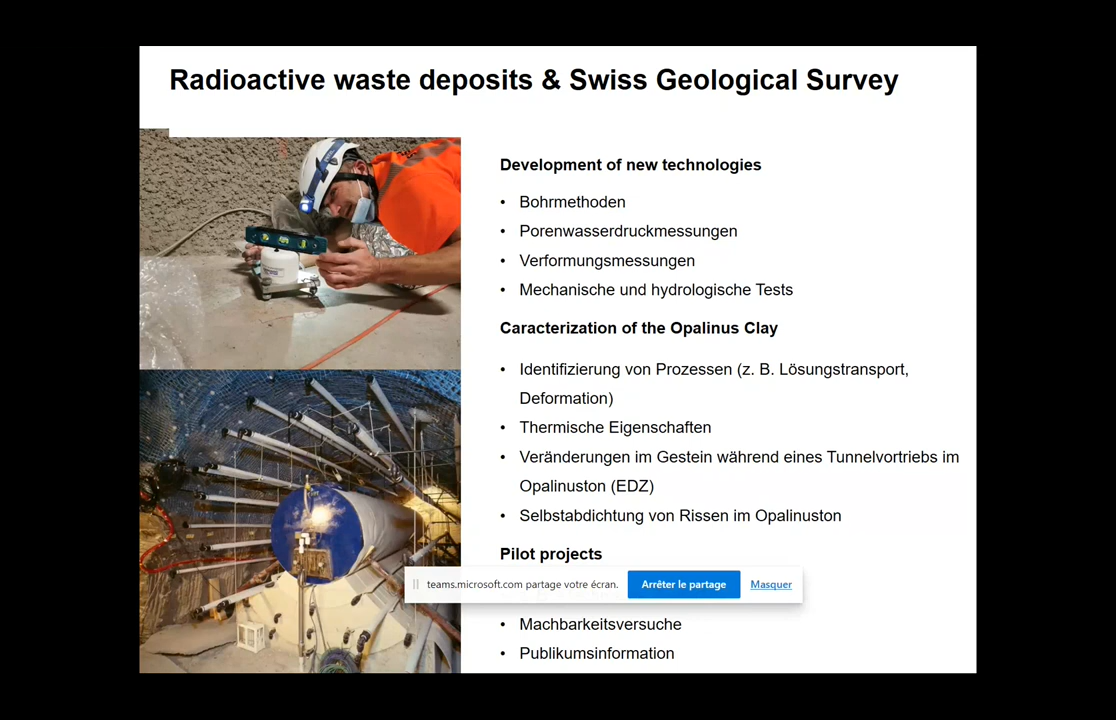 Radioactive waste deposits & Swiss Geological Survey
Development of new technologies
• Bohrmethoden
• Porenwasserdruckmessungen
• Verformungsmessungen
• Mechanische und hydrologische Tests
Caracterization of the Opalinus Clay
• Identifizierung von Prozessen (z. B. Lösungstransport,
Deformation)
• Thermische Eigenschaften
• Veränderungen im Gestein während eines Tunnelvortriebs im
Opalinuston (EDZ)
• Selbstabdichtung von Rissen im Opalinuston
Pilot projects
teams.microsoft.com partage votre écran. Arrêter le partage Masquer
• Machbarkeitsversuche
• Publikumsinformation